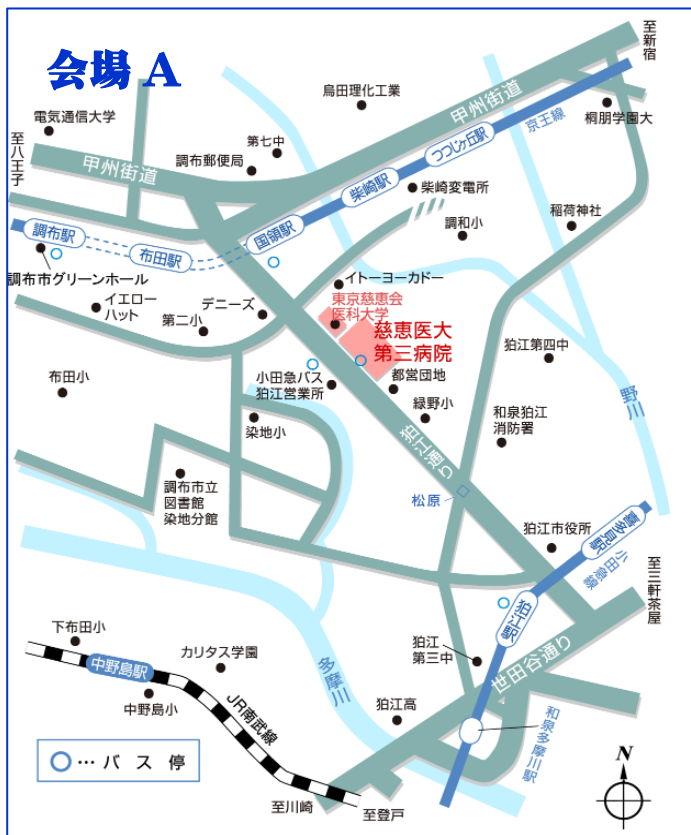 会場 A
至新宿
烏田理化工業
甲州街道
京王線
桐朋学園大
電気通信大学
至八王子
第七中
調布郵便局
つつじヶ丘駅
甲州街道
柴崎駅
柴崎変電所
稲荷神社
調和小
国領駅
調布駅
布田駅
調布市グリーンホール
イトーヨーカドー
イエロー
ハット
デニーズ
第二小
東京慈恵会
医科大学
慈恵医大
第三病院
狛江第四中
布田小
小田急バス
狛江営業所
都営団地
緑野小
野川
染地小
和泉狛江
消防署
狛江通り
調布市立
図書館
染地分館
松原
狛江市役所
喜多見駅
小田急線
至三軒茶屋
狛江駅
下布田小
カリタス学園
多摩川
狛江
第三中
世田谷通り
中野島駅
中野島小
JR南武線
狛江高
和泉多摩川駅
…バス停
N
至川崎
至登戸